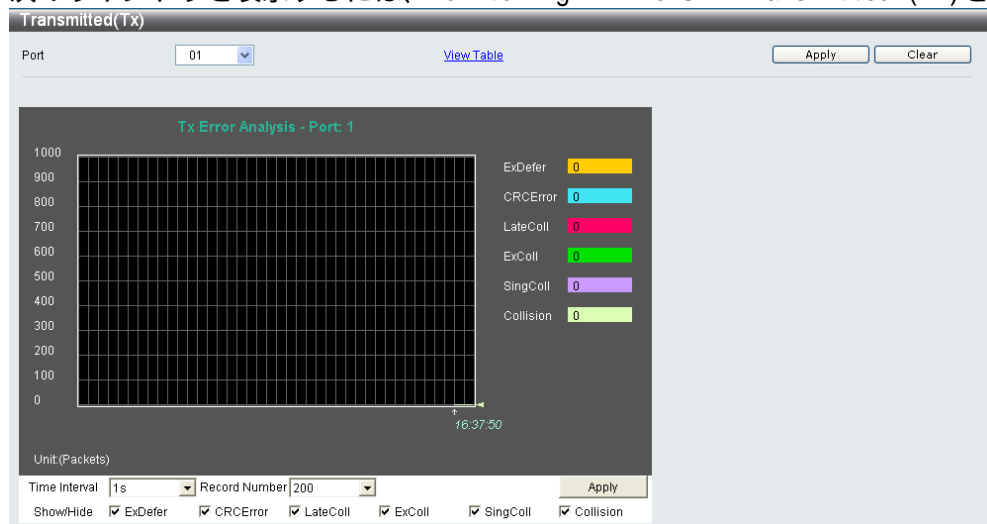 Transmitted(Tx)
Port 01 View Table Apply Clear
Tx Error Analysis - Port: 1
1000
900
800
700
600
500
400
300
200
100
0
ExDefer 0
CRCError 0
LateColl 0
ExColl 0
SingColl 0
Collision 0
16:37:50
Unit:(Packets)
Time Interval 1s Record Number 200 Apply
Show/Hide ExDefer CRCError LateColl ExColl SingColl Collision